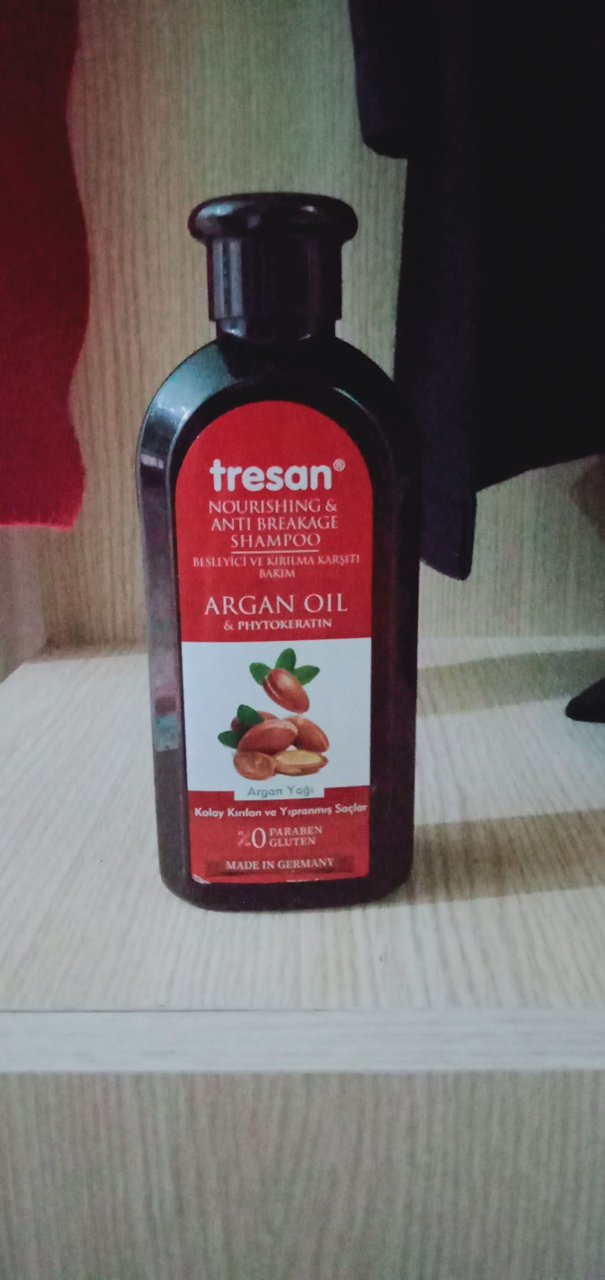 tresan®
NOURISHING &
ANTI BREAKAGE
SHAMPOO
BESLEYİCİ VE KIRILMA KARŞITI
BAKIM
ARGAN OIL
& PHYTOKERATIN
Argan Yağı
Kolay Kırılan ve Yıpranmış Saçlar
%0 PARABEN
GLUTEN
MADE IN GERMANY